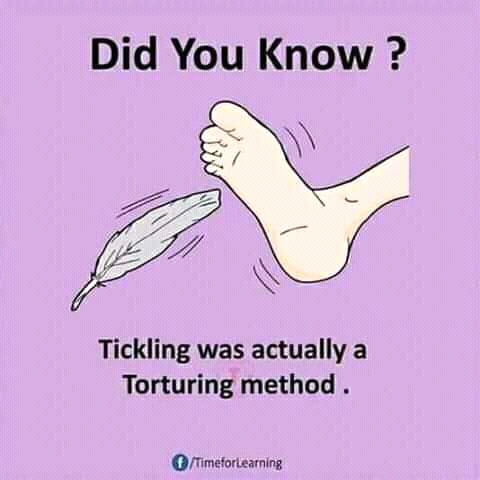 Did You Know ?
Tickling was actually a
Torturing method .
f /TimeforLearning